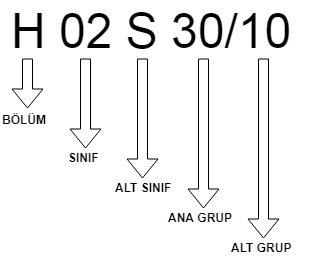 H 02 S 30/10
BÖLÜM
SINIF
ALT SINIF
ANA GRUP
ALT GRUP